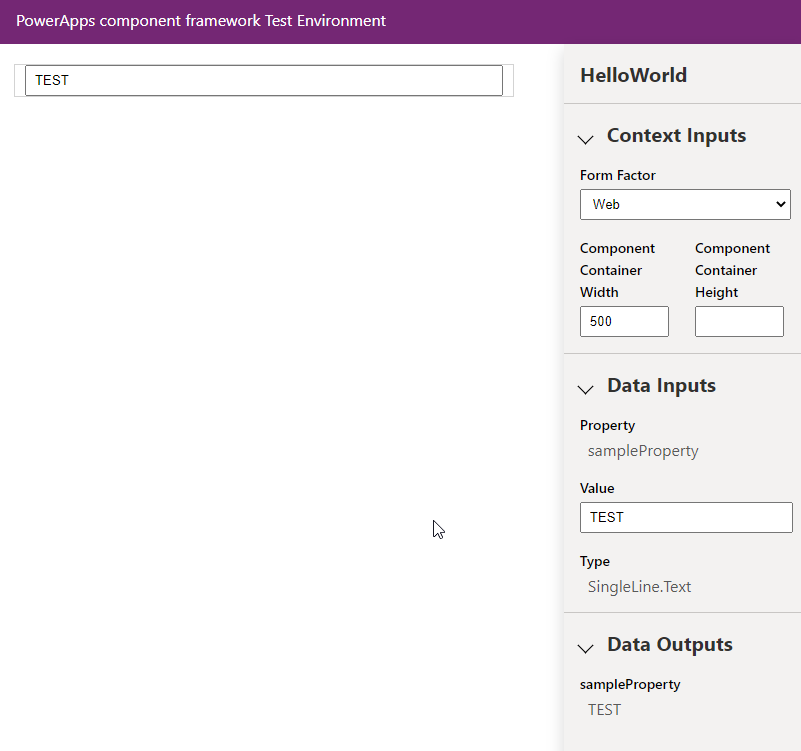 PowerApps component framework Test Environment
TEST
HelloWorld
Context Inputs
Form Factor
Web
Component Container Width
Component Container Height
500
Data Inputs
Property
sampleProperty
Value
TEST
Type
SingleLine.Text
Data Outputs
sampleProperty
TEST